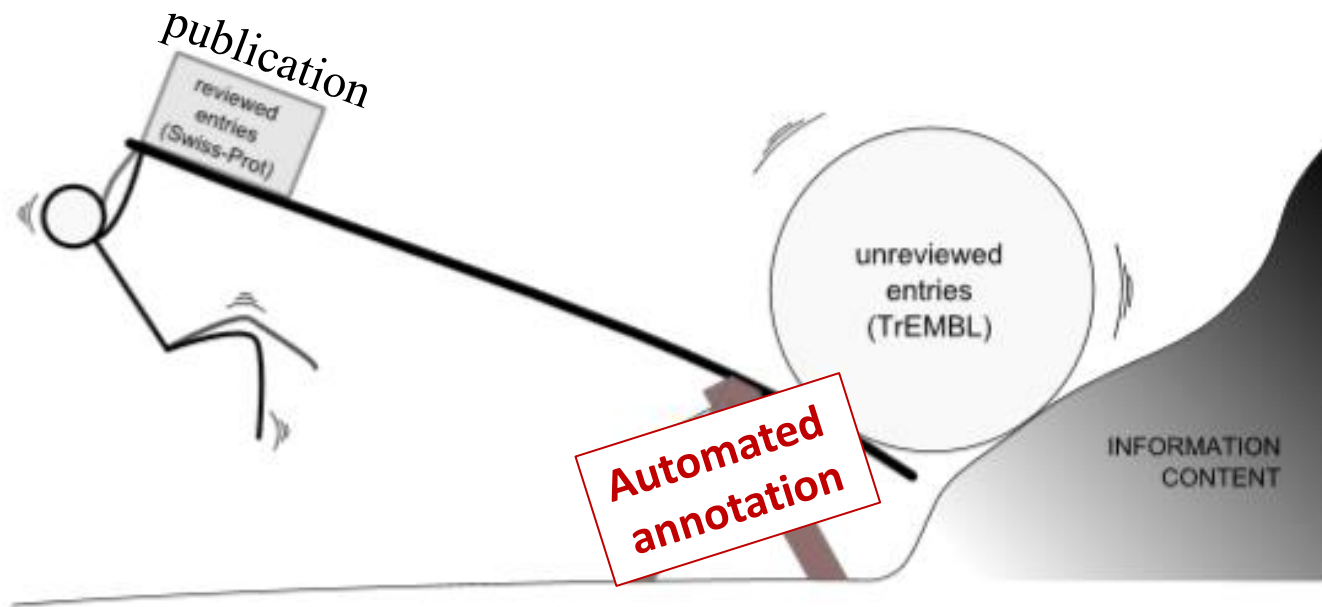 publication
reviewed
entries
(Swiss-Prot)
unreviewed
entries
(TrEMBL)
Automated
annotation
INFORMATION
CONTENT